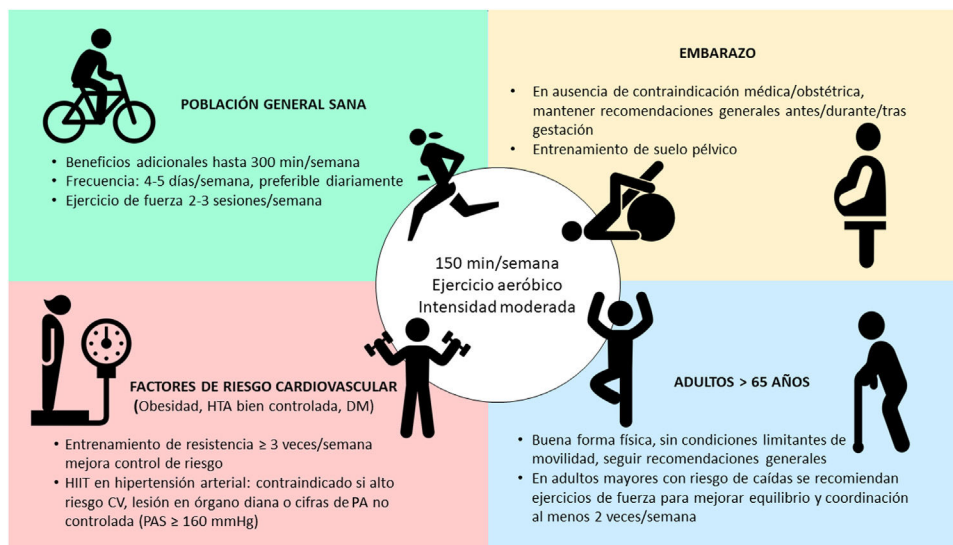 POBLACIÓN GENERAL SANA
• Beneficios adicionales hasta 300 min/semana
• Frecuencia: 4-5 días/semana, preferible diariamente
• Ejercicio de fuerza 2-3 sesiones/semana
EMBARAZO
• En ausencia de contraindicación médica/obstétrica,
mantener recomendaciones generales antes/durante/tras
gestación
• Entrenamiento de suelo pélvico
150 min/semana
Ejercicio aeróbico
Intensidad moderada
FACTORES DE RIESGO CARDIOVASCULAR
(Obesidad, HTA bien controlada, DM)
• Entrenamiento de resistencia ≥ 3 veces/semana
mejora control de riesgo
• HIIT en hipertensión arterial: contraindicado si alto
riesgo CV, lesión en órgano diana o cifras de PA no
controlada (PAS ≥ 160 mmHg)
ADULTOS > 65 AÑOS
• Buena forma física, sin condiciones limitantes de
movilidad, seguir recomendaciones generales
• En adultos mayores con riesgo de caídas se recomiendan
ejercicios de fuerza para mejorar equilibrio y coordinación
al menos 2 veces/semana